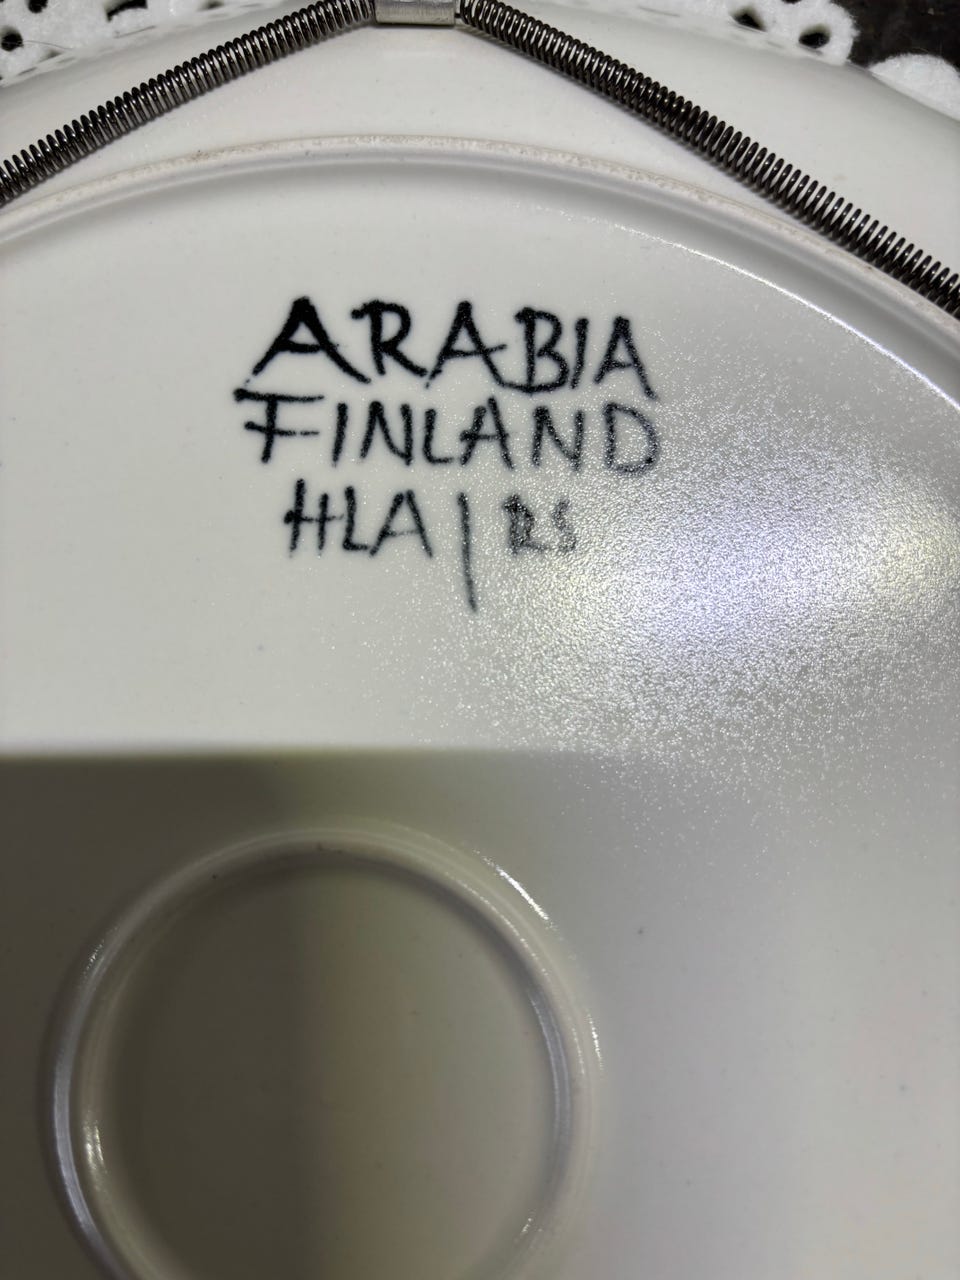 ARABIA
FINLAND
HLA | RS